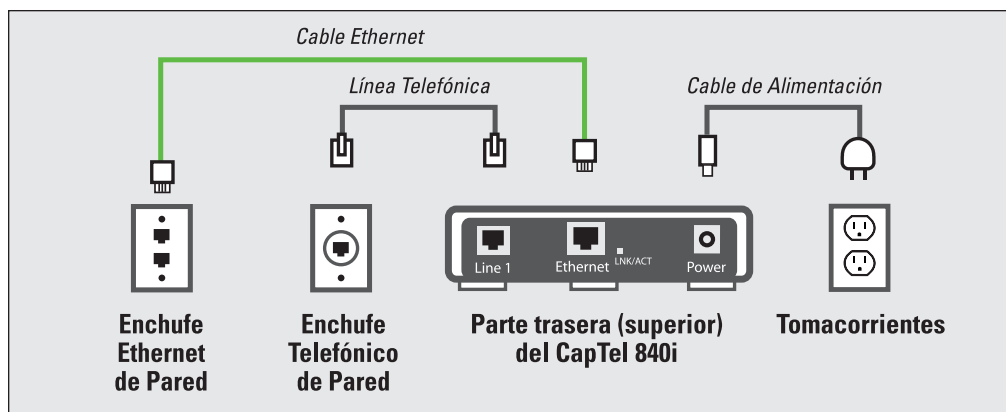 Cable Ethernet
Línea Telefónica
Cable de Alimentación
Line 1
Ethernet
LNK/ACT
Power
Enchufe
Ethernet
de Pared
Enchufe
Telefónico
de Pared
Parte trasera (superior)
del CapTel 840i
Tomacorrientes